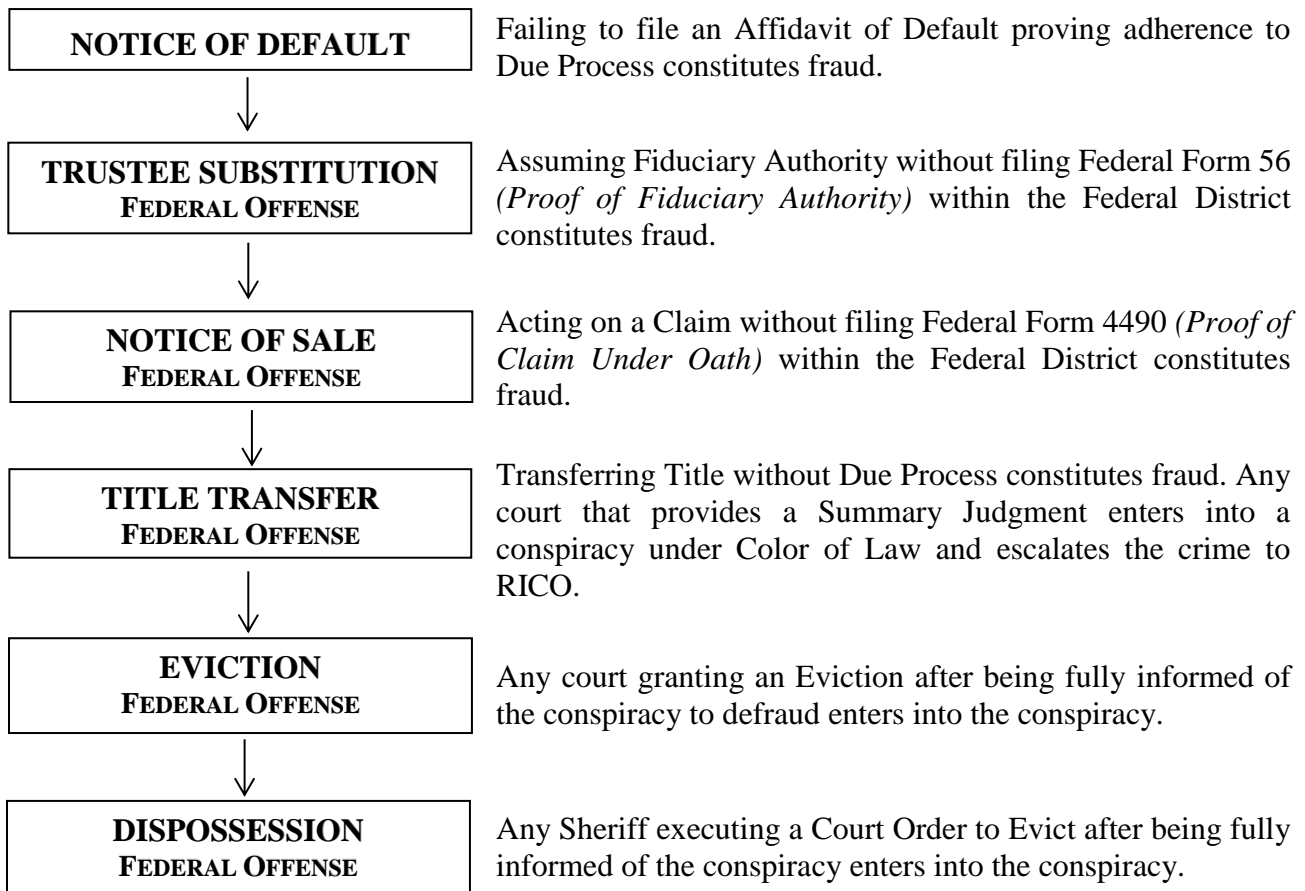 NOTICE OF DEFAULT
Failing to file an Affidavit of Default proving adherence to
Due Process constitutes fraud.
TRUSTEE SUBSTITUTION
FEDERAL OFFENSE
Assuming Fiduciary Authority without filing Federal Form 56
(Proof of Fiduciary Authority) within the Federal District
constitutes fraud.
NOTICE OF SALE
FEDERAL OFFENSE
Acting on a Claim without filing Federal Form 4490 (Proof of
Claim Under Oath) within the Federal District constitutes
fraud.
TITLE TRANSFER
FEDERAL OFFENSE
Transferring Title without Due Process constitutes fraud. Any
court that provides a Summary Judgment enters into a
conspiracy under Color of Law and escalates the crime to
RICO.
EVICTION
FEDERAL OFFENSE
Any court granting an Eviction after being fully informed of
the conspiracy to defraud enters into the conspiracy.
DISPOSSESSION
FEDERAL OFFENSE
Any Sheriff executing a Court Order to Evict after being fully
informed of the conspiracy enters into the conspiracy.